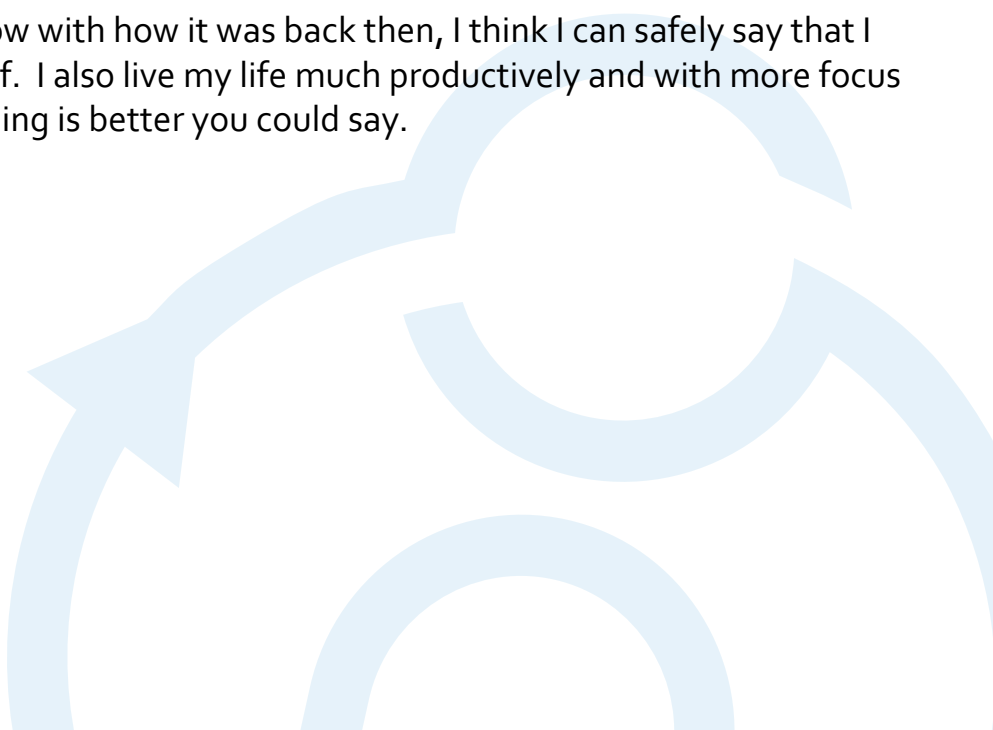 ow with how it was back then, I think I can safely say that I
f. I also live my life much productively and with more focus
ing is better you could say.